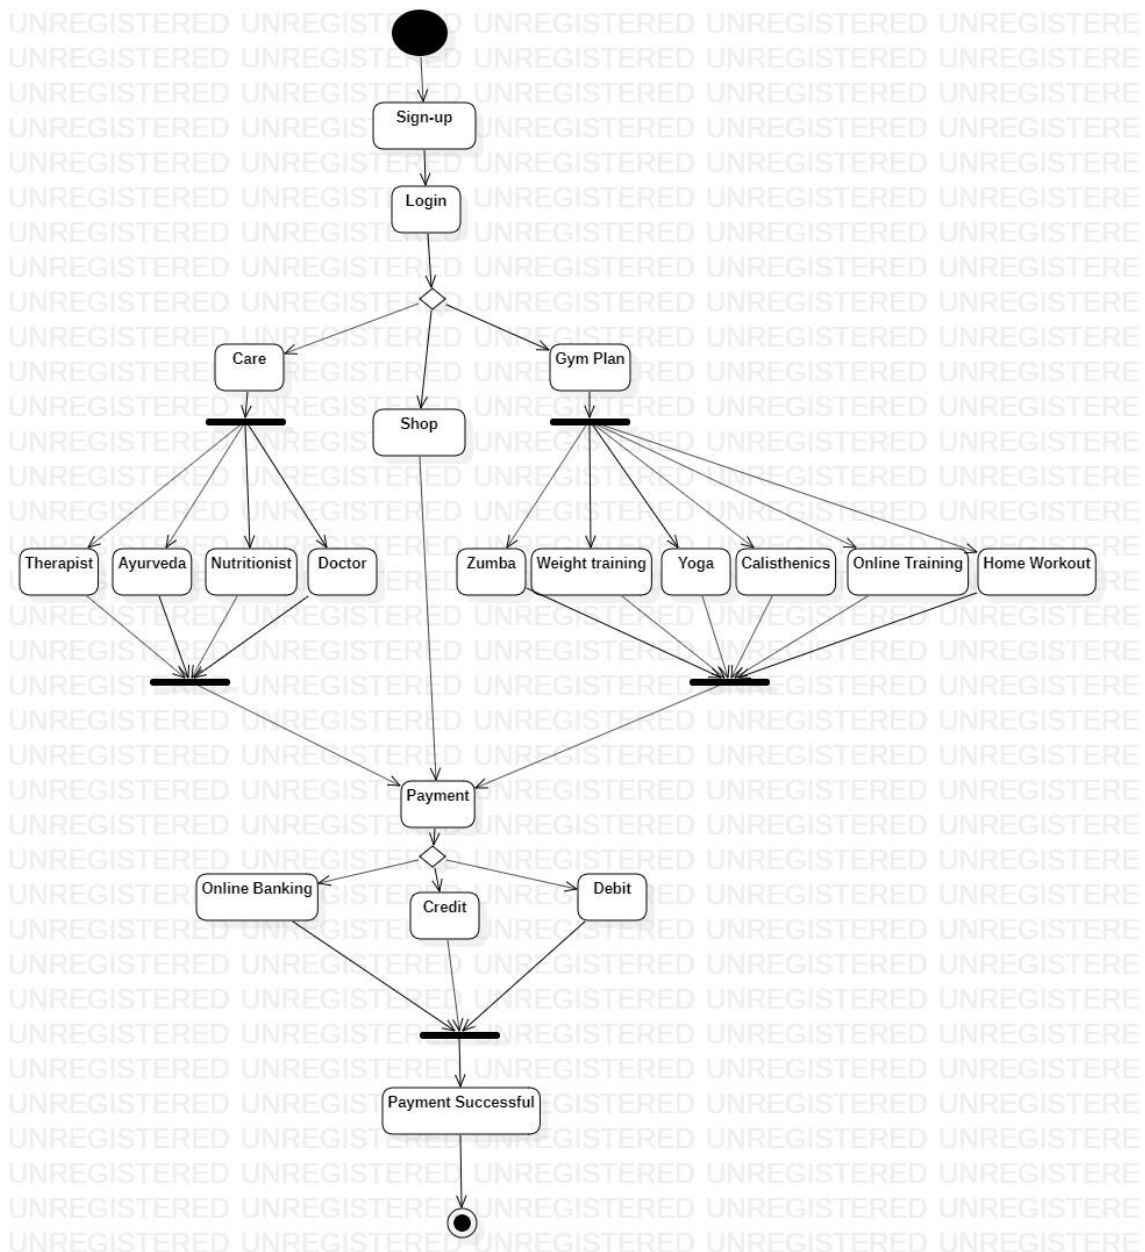 Sign-up
Login
Care
Gym Plan
Shop
Therapist
Ayurveda
Nutritionist
Doctor
Zumba
Weight training
Yoga
Calisthenics
Online Training
Home Workout
Payment
Online Banking
Credit
Debit
Payment Successful
UNREGISTERED